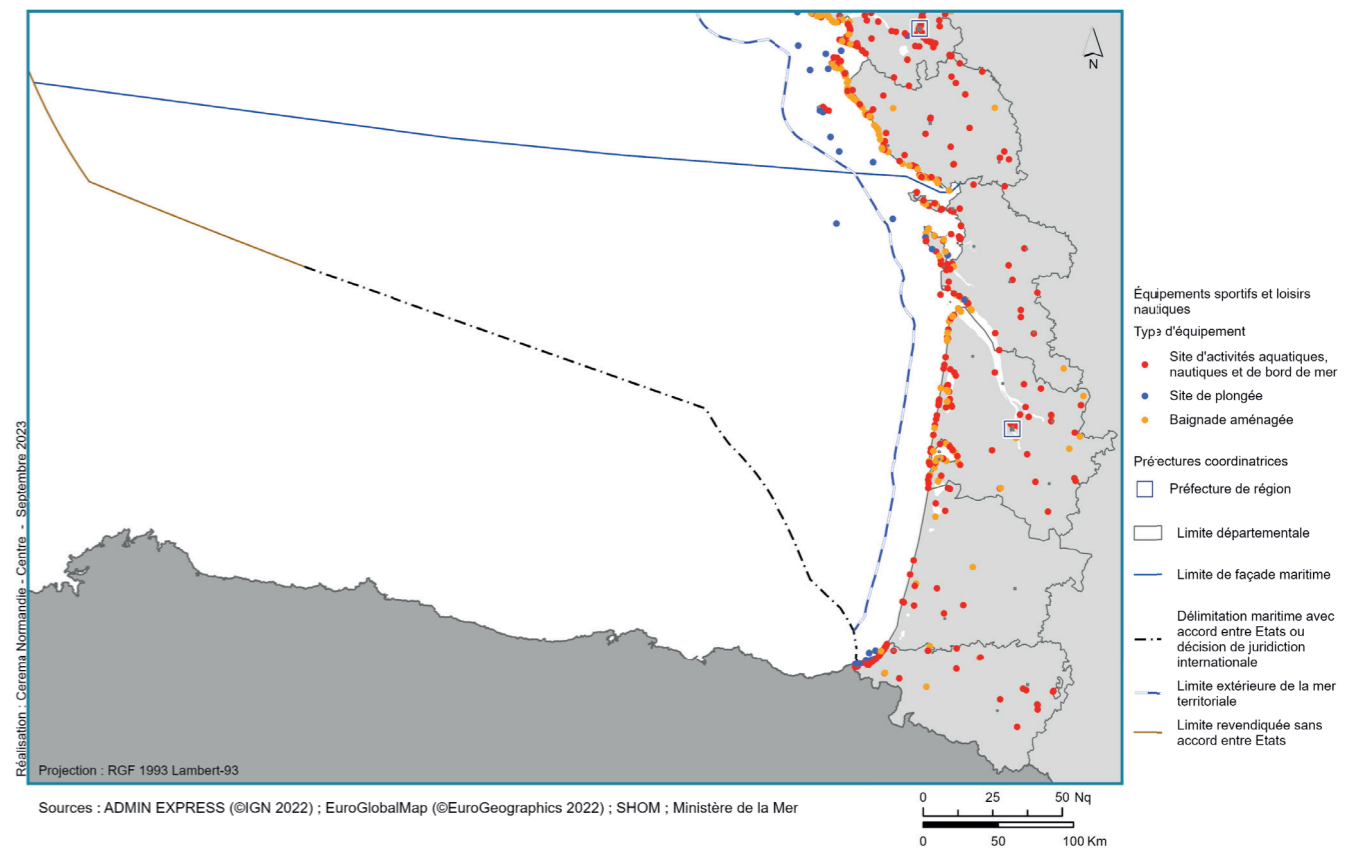 N
Équipements sportifs et loisirs
nautiques
Type d'équipement
Site d'activités aquatiques,
nautiques et de bord de mer
Site de plongée
Baignade aménagée
Préfectures coordinatrices
Préfecture de région
Limite départementale
Limite de façade maritime
Délimitation maritime avec
accord entre Etats ou
décision de juridiction
internationale
Limite extérieure de la mer
territoriale
Limite revendiquée sans
accord entre Etats
Réalisation : Cerema Normandie - Centre - Septembre 2023
Projection : RGF 1993 Lambert-93
Sources : ADMIN EXPRESS (©IGN 2022) ; EuroGlobalMap (©EuroGeographics 2022) ; SHOM ; Ministère de la Mer
0 25 50 Nq
0 50 100 Km